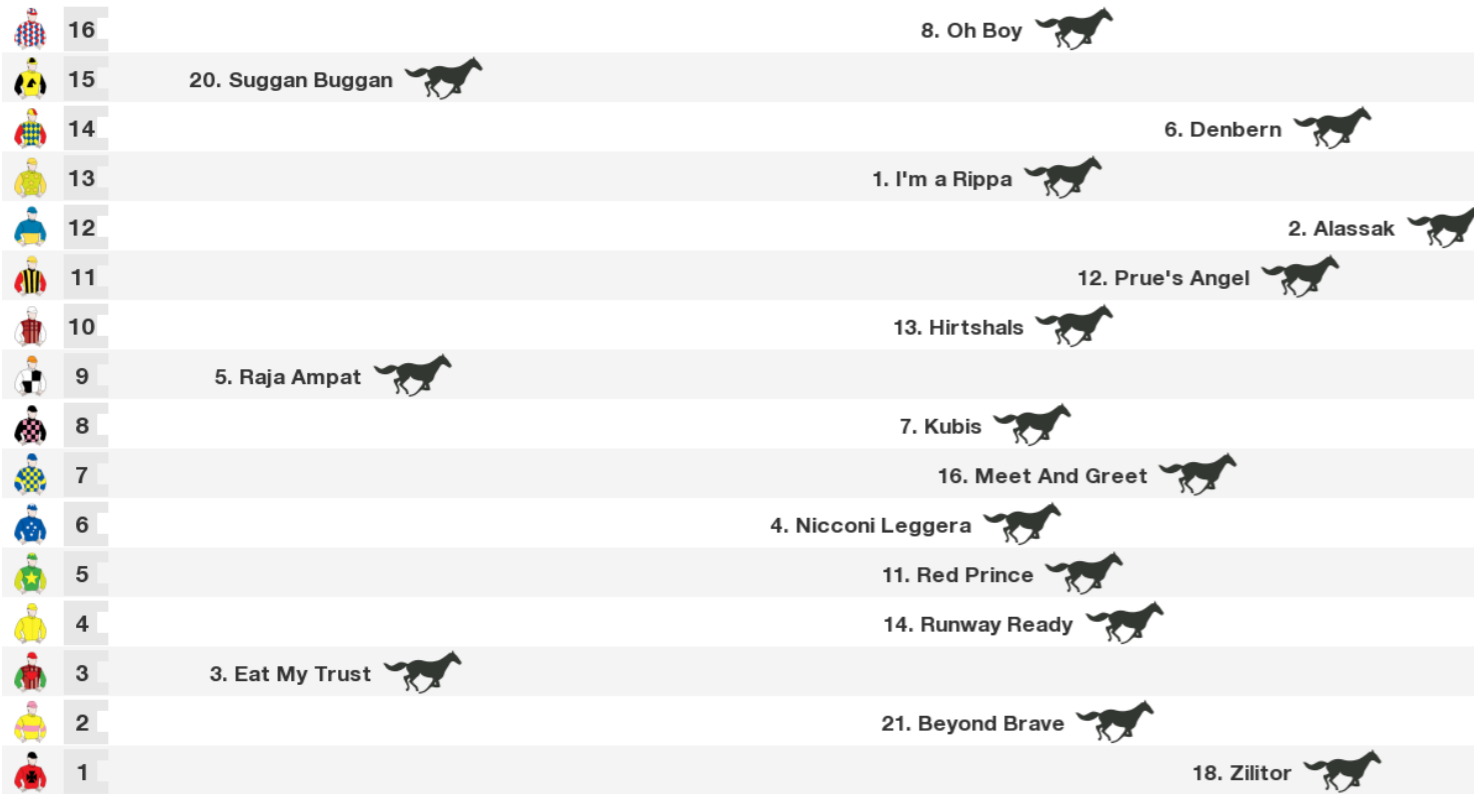 16 8. Oh Boy
15 20. Suggan Buggan
14 6. Denbern
13 1. I'm a Rippa
12 2. Alassak
11 12. Prue's Angel
10 13. Hirtshals
9 5. Raja Ampat
8 7. Kubis
7 16. Meet And Greet
6 4. Nicconi Leggera
5 11. Red Prince
4 14. Runway Ready
3 3. Eat My Trust
2 21. Beyond Brave
1 18. Zilitor